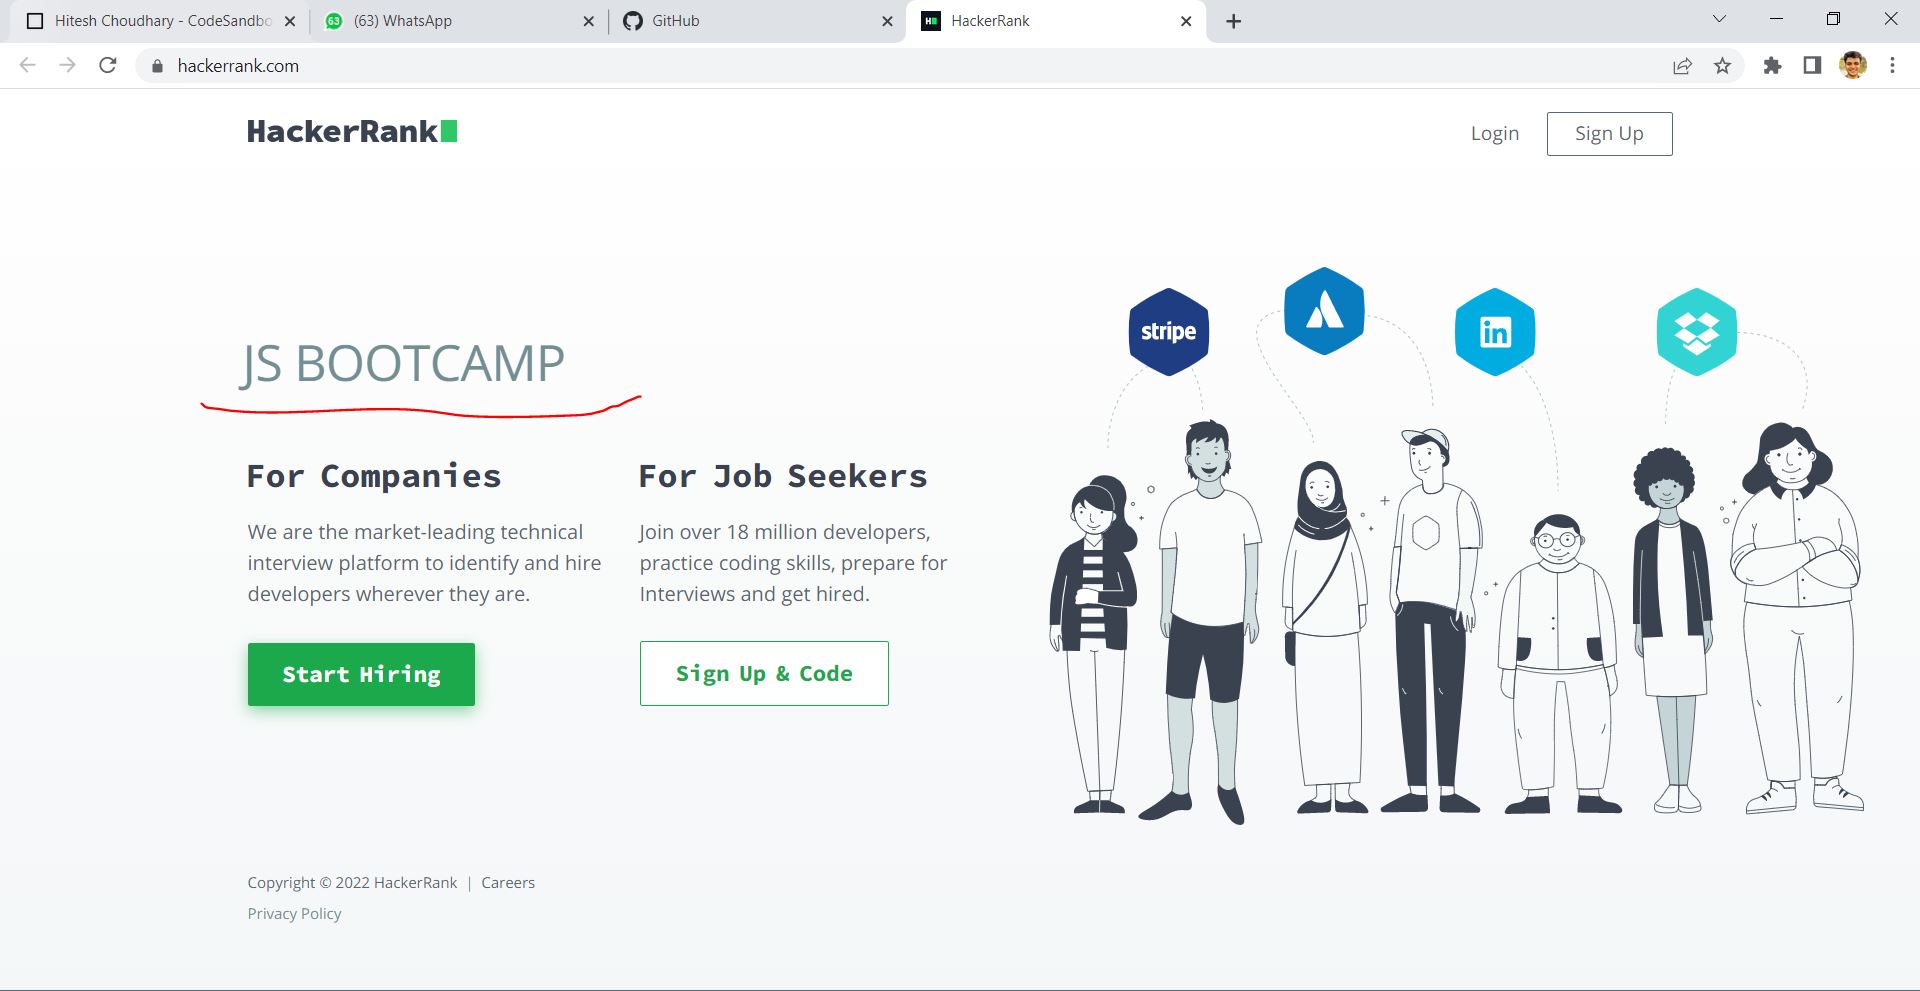 Hitesh Choudhary - CodeSandbo
63
(63) WhatsApp
GitHub
H
HackerRank
hackerrank.com
HackerRank
Login
Sign Up
stripe
in
JS BOOTCAMP
For Companies
We are the market-leading technical
interview platform to identify and hire
developers wherever they are.
Start Hiring
For Job Seekers
Join over 18 million developers,
practice coding skills, prepare for
Interviews and get hired.
Sign Up & Code
Copyright © 2022 HackerRank | Careers
Privacy Policy